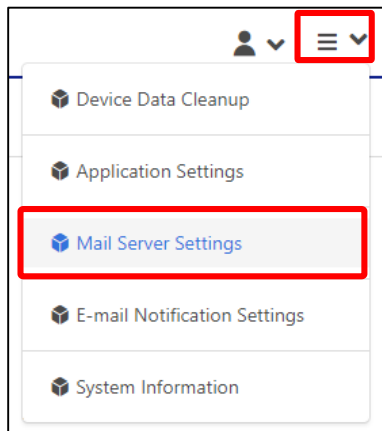 Device Data Cleanup
Application Settings
Mail Server Settings
E-mail Notification Settings
System Information